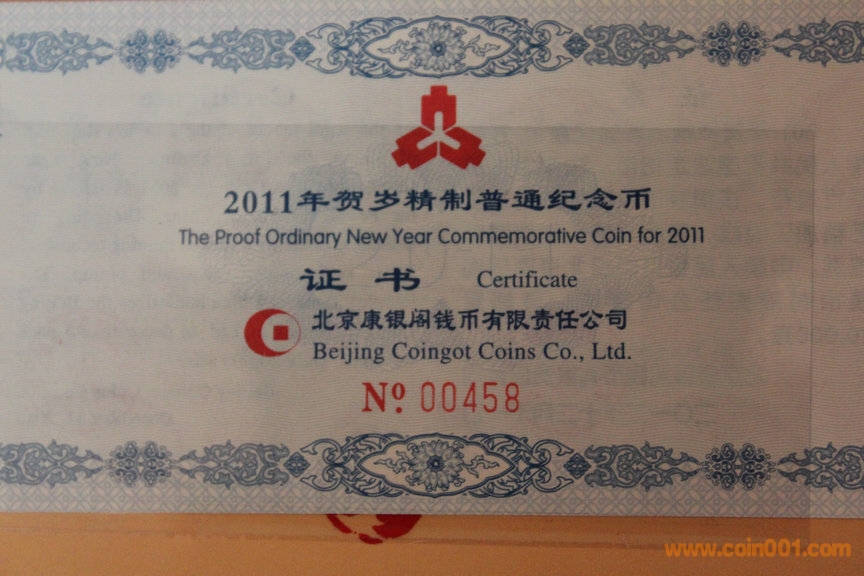 2011年贺岁精制普通纪念币
The Proof Ordinary New Year Commemorative Coin for 2011
证书 Certificate
北京康银阁钱币有限责任公司
Beijing Coingot Coins Co., Ltd.
Nº. 00458
www.coin001.com